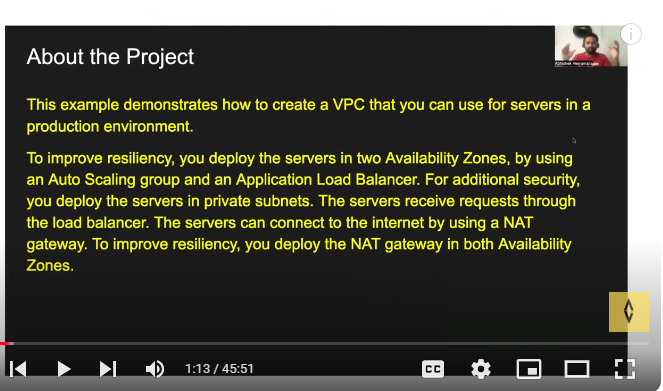 About the Project
This example demonstrates how to create a VPC that you can use for servers in a
production environment.
To improve resiliency, you deploy the servers in two Availability Zones, by using
an Auto Scaling group and an Application Load Balancer. For additional security,
you deploy the servers in private subnets. The servers receive requests through
the load balancer. The servers can connect to the internet by using a NAT
gateway. To improve resiliency, you deploy the NAT gateway in both Availability
Zones.
1:13 / 45:51
CC